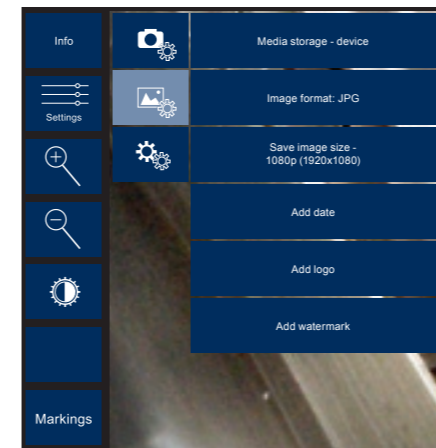 Info
Settings
Markings
Media storage - device
Image format: JPG
Save image size -
1080p (1920x1080)
Add date
Add logo
Add watermark